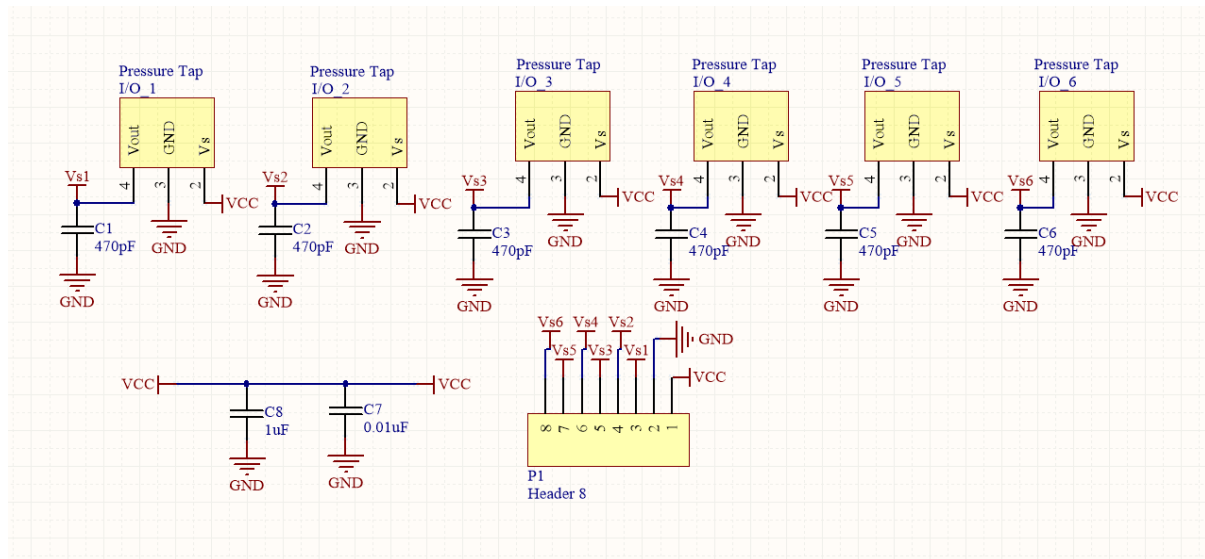 Pressure Tap
I/O_1
Vout
GND
Vs
4
3
2
Vs1
VCC
C1
470pF
GND
GND
Pressure Tap
I/O_2
Vout
GND
Vs
4
3
2
Vs2
VCC
C2
470pF
GND
GND
Pressure Tap
I/O_3
Vout
GND
Vs
4
3
2
Vs3
VCC
C3
470pF
GND
GND
Pressure Tap
I/O_4
Vout
GND
Vs
4
3
2
Vs4
VCC
C4
470pF
GND
GND
Pressure Tap
I/O_5
Vout
GND
Vs
4
3
2
Vs5
VCC
C5
470pF
GND
GND
Pressure Tap
I/O_6
Vout
GND
Vs
4
3
2
Vs6
VCC
C6
470pF
GND
GND
VCC
VCC
C8
1uF
GND
C7
0.01uF
GND
Vs6
Vs4
Vs2
GND
Vs5
Vs3
Vs1
VCC
8
7
6
5
4
3
2
1
P1
Header 8